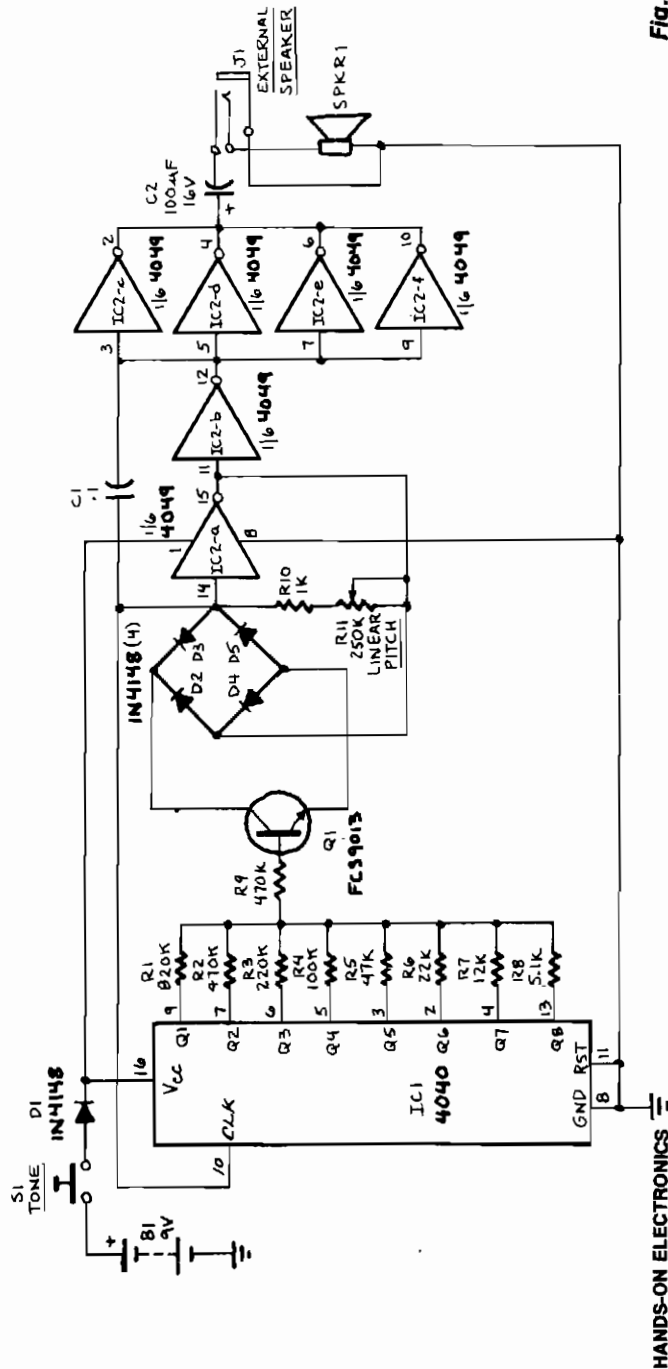 S1
TONE
B1
9V
+
D1
1N4148
16
Vcc
10
CLK
IC1
4040
GND
RST
8
11
Q1
Q2
Q3
Q4
Q5
Q6
Q7
Q8
9
7
6
5
3
2
4
13
R1
820K
R2
470K
R3
220K
R4
100K
R5
47K
R6
22K
R7
12K
R8
5.1K
R9
470K
Q1
FCS9013
1N4148 (4)
D2
D3
D4
D5
R10
1K
R11
250K
LINEAR
PITCH
C1
.1
14
1
8
15
IC2-a
1/6
4049
11
12
IC2-b
1/6 4049
3
2
IC2-c
1/6 4049
5
4
IC2-d
1/6 4049
7
6
IC2-e
1/6 4049
9
10
IC2-f
1/6 4049
C2
100µF
16V
+
J1
EXTERNAL
SPEAKER
SPKR1
HANDS-ON ELECTRONICS
Fig.